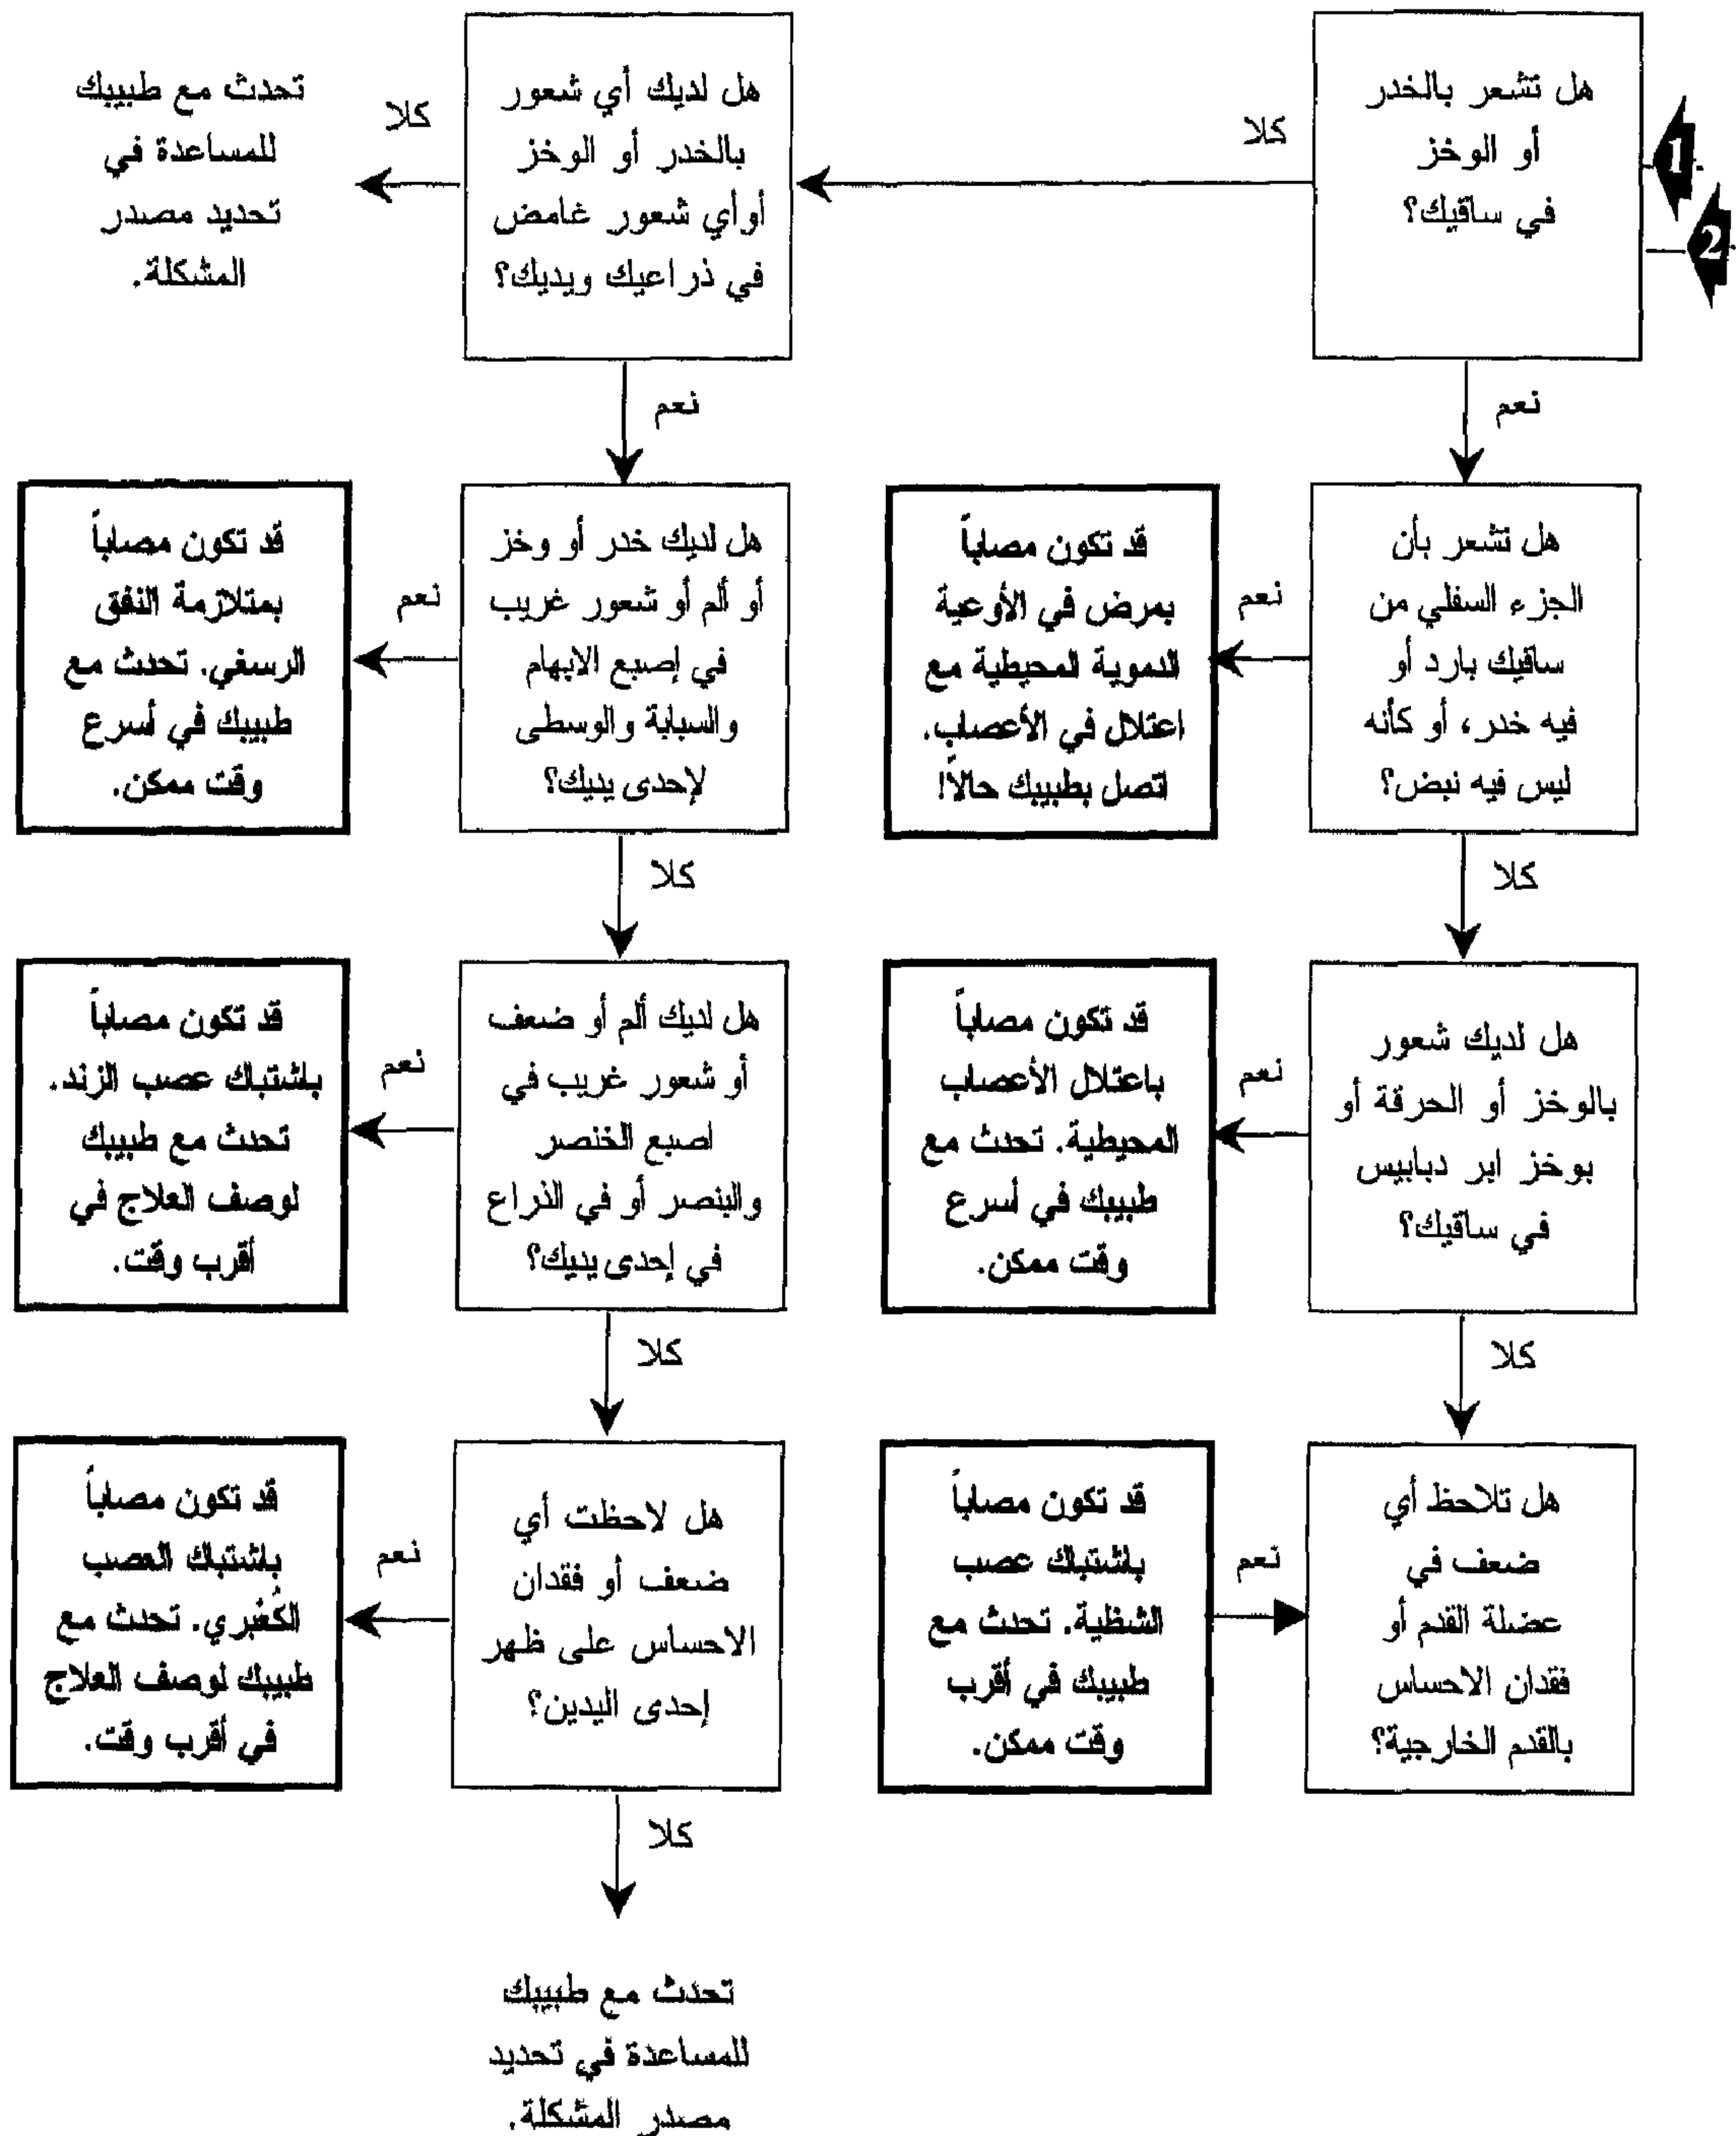 1
2
هل تشعر بالخدر
أو الوخز
في ساقيك؟
كلا
هل لديك أي شعور
بالخدر أو الوخز
أوأي شعور غامض
في ذراعيك ويديك؟
كلا
تحدث مع طبيبك
للمساعدة في
تحديد مصدر
المشكلة.
نعم
نعم
هل تشعر بأن
الجزء السفلي من
ساقيك بارد أو
فيه خدر، أو كأنه
ليس فيه نبض؟
نعم
قد تكون مصاباً
بمرض في الأوعية
الدموية المحيطية مع
اعتلال في الأعصاب.
اتصل بطبيبك حالاً!
هل لديك خدر أو وخز
أو ألم أو شعور غريب
في إصبع الابهام
والسبابة والوسطى
لإحدى يديك؟
نعم
قد تكون مصاباً
بمتلازمة النفق
الرسغي. تحدث مع
طبيبك في أسرع
وقت ممكن.
كلا
كلا
هل لديك شعور
بالوخز أو الحرقة أو
بوخز ابر دبابيس
في ساقيك؟
نعم
قد تكون مصاباً
باعتلال الأعصاب
المحيطية. تحدث مع
طبيبك في أسرع
وقت ممكن.
هل لديك ألم أو ضعف
أو شعور غريب في
اصبع الخنصر
والبنصر أو في الذراع
في إحدى يديك؟
نعم
قد تكون مصاباً
باشتباك عصب الزند.
تحدث مع طبيبك
لوصف العلاج في
أقرب وقت.
كلا
كلا
هل تلاحظ أي
ضعف في
عضلة القدم أو
فقدان الاحساس
بالقدم الخارجية؟
نعم
قد تكون مصاباً
باشتباك عصب
الشظية. تحدث مع
طبيبك في أقرب
وقت ممكن.
هل لاحظت أي
ضعف أو فقدان
الاحساس على ظهر
إحدى اليدين؟
نعم
قد تكون مصاباً
باشتباك العصب
الكُعْبري. تحدث مع
طبيبك لوصف العلاج
في أقرب وقت.
كلا
تحدث مع طبيبك
للمساعدة في تحديد
مصدر المشكلة.